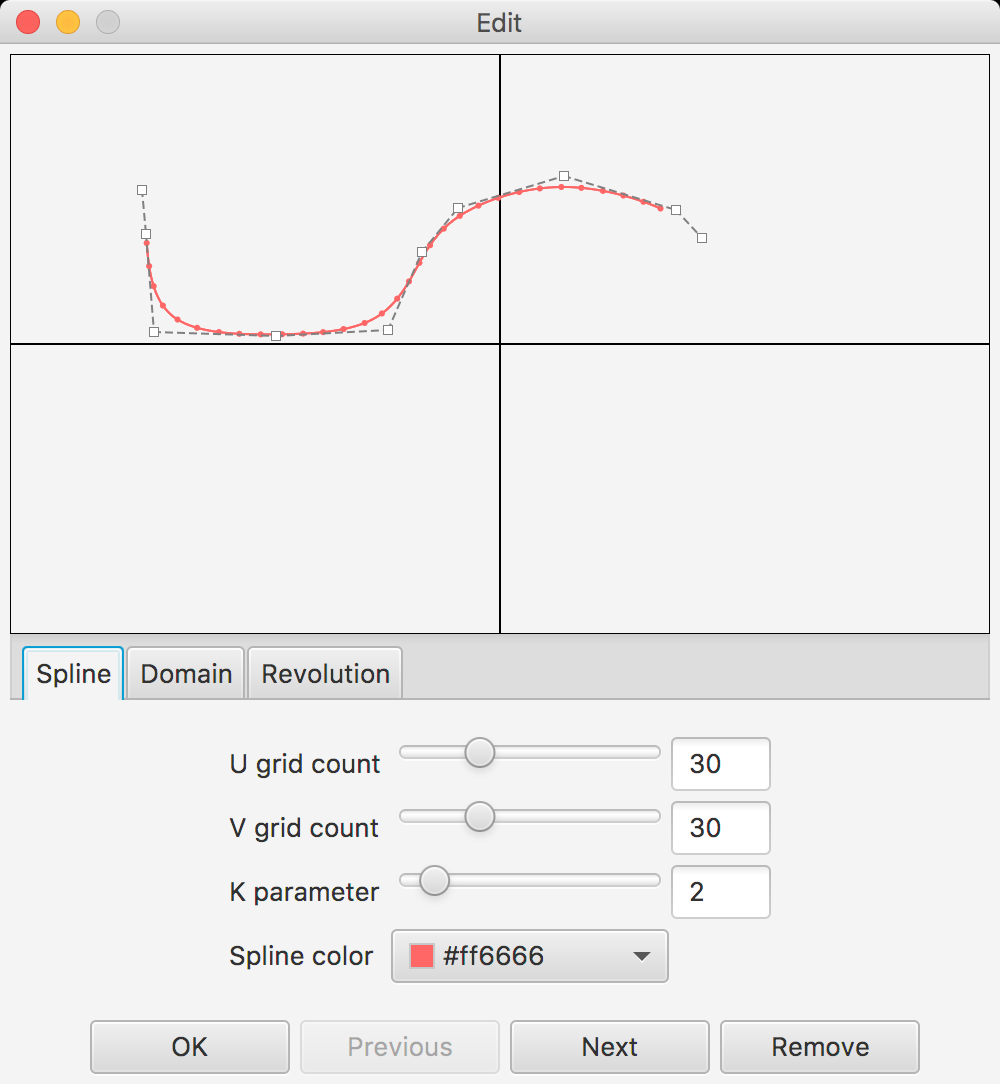 Edit
Spline Domain Revolution
U grid count 30
V grid count 30
K parameter 2
Spline color #ff6666
OK Previous Next Remove